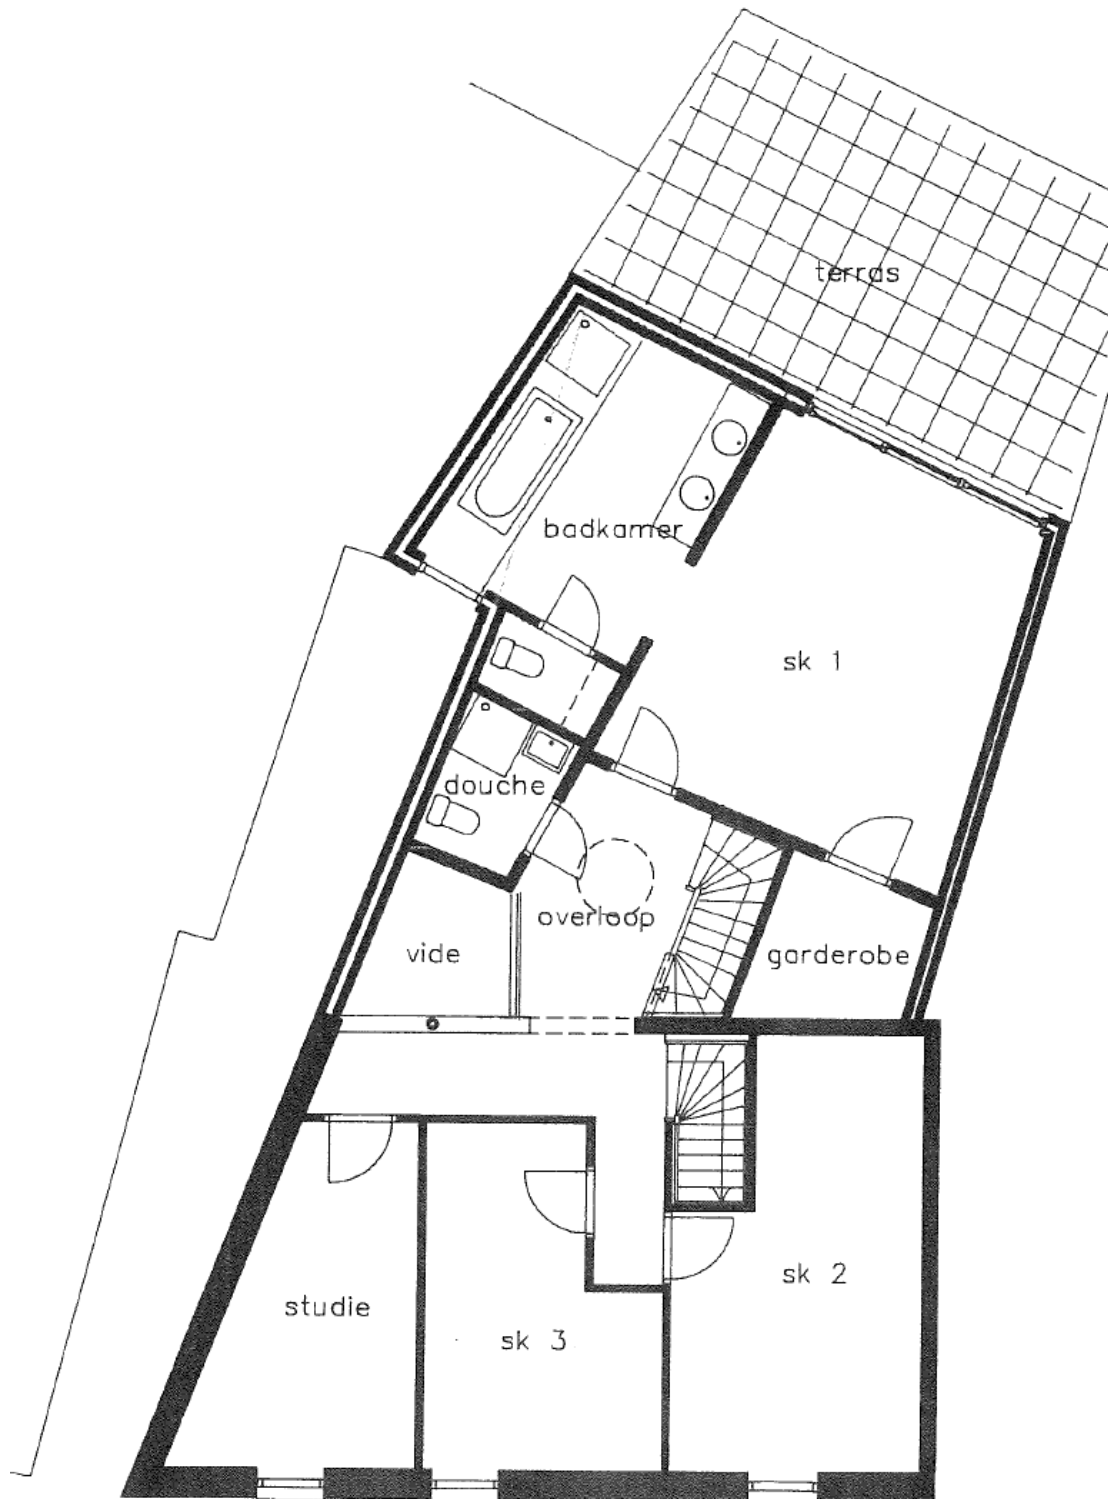 terras
badkamer
sk 1
douche
overloop
vide
garderobe
sk 2
studie
sk 3